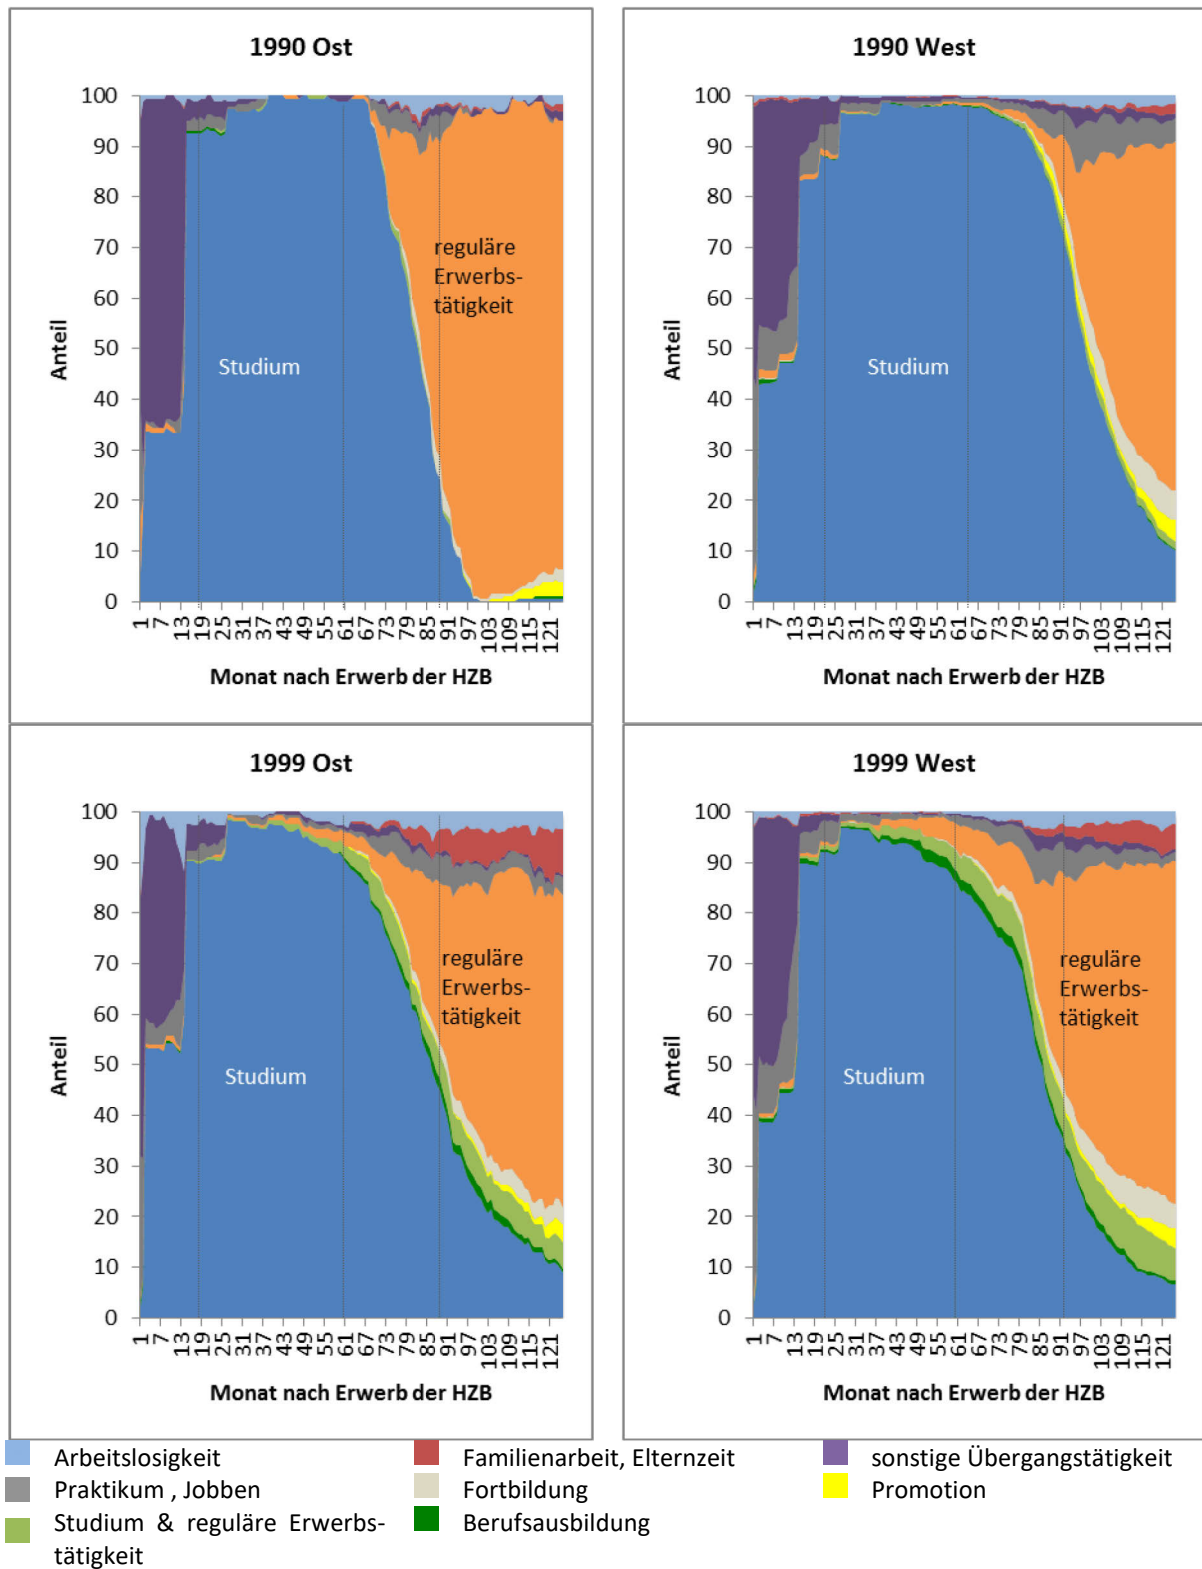 1990 Ost
100
90
80
70
60
50
40
30
20
10
0
Anteil
Studium
reguläre
Erwerbs-
tätigkeit
1 7 13 19 25 31 37 43 49 55 61 67 73 79 85 91 97 103 109 115 121
Monat nach Erwerb der HZB
1990 West
100
90
80
70
60
50
40
30
20
10
0
Anteil
Studium
1 7 13 19 25 31 37 43 49 55 61 67 73 79 85 91 97 103 109 115 121
Monat nach Erwerb der HZB
1999 Ost
100
90
80
70
60
50
40
30
20
10
0
Anteil
Studium
reguläre
Erwerbs-
tätigkeit
1 7 13 19 25 31 37 43 49 55 61 67 73 79 85 91 97 103 109 115 121
Monat nach Erwerb der HZB
1999 West
100
90
80
70
60
50
40
30
20
10
0
Anteil
Studium
reguläre
Erwerbs-
tätigkeit
1 7 13 19 25 31 37 43 49 55 61 67 73 79 85 91 97 103 109 115 121
Monat nach Erwerb der HZB
Arbeitslosigkeit
Familienarbeit, Elternzeit
sonstige Übergangstätigkeit
Praktikum , Jobben
Fortbildung
Promotion
Studium & reguläre Erwerbs-
tätigkeit
Berufsausbildung